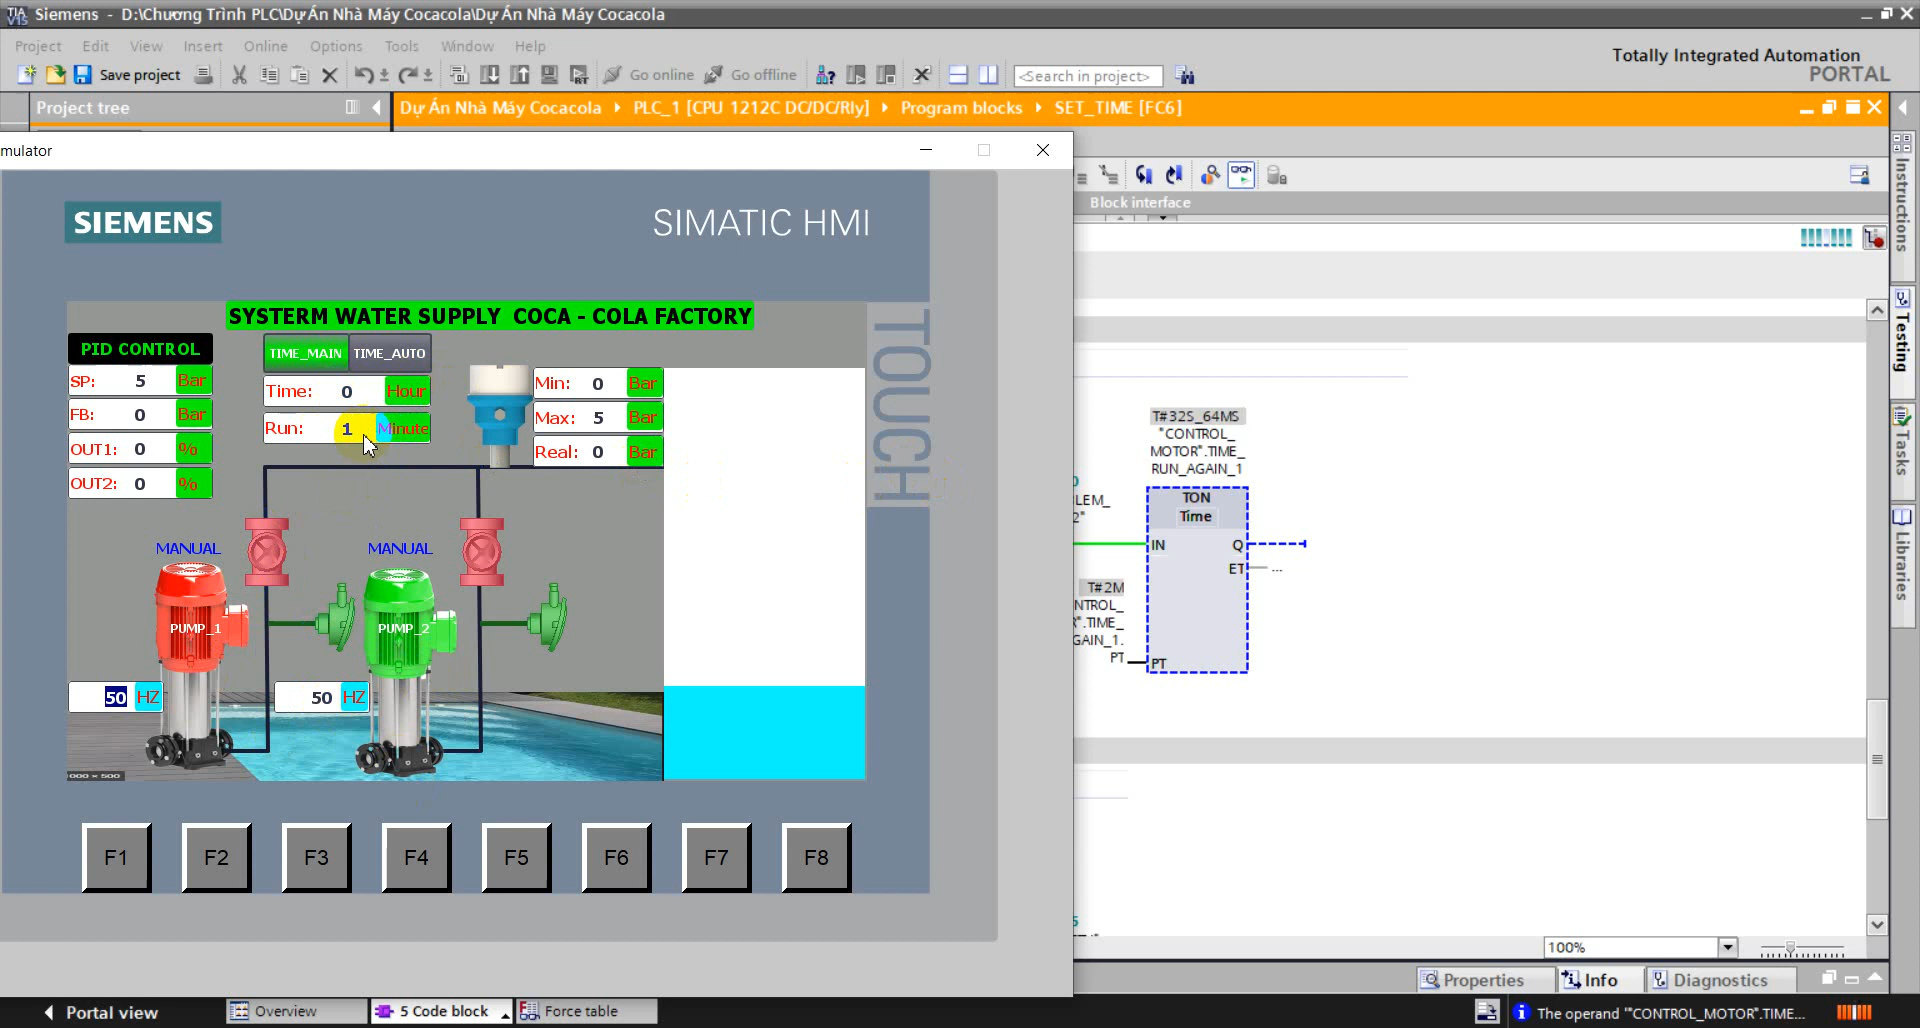 Siemens - D:\Chương Trình PLC\Dự Án Nhà Máy Cocacola\Dự Án Nhà Máy Cocacola
Project Edit View Insert Online Options Tools Window Help
Totally Integrated Automation
PORTAL
Save project
Go online
Go offline
<Search in project>
Project tree
Dự Án Nhà Máy Cocacola ▸ PLC_1 [CPU 1212C DC/DC/Rly] ▸ Program blocks ▸ SET_TIME [FC6]
mulator
Block interface
SIEMENS
SIMATIC HMI
TOUCH
SYSTERM WATER SUPPLY COCA - COLA FACTORY
PID CONTROL
SP: 5 Bar
FB: 0 Bar
OUT1: 0 %
OUT2: 0 %
TIME_MAIN TIME_AUTO
Time: 0 Hour
Run: 1 Minute
Min: 0 Bar
Max: 5 Bar
Real: 0 Bar
MANUAL
MANUAL
PUMP_1
PUMP_2
50 HZ
50 HZ
000 × 500
F1 F2 F3 F4 F5 F6 F7 F8
T#32S_64MS
"CONTROL_
MOTOR".TIME_
RUN_AGAIN_1
TON
Time
IN Q
ET ...
PT
LEM_
2"
T#2M
NTROL_
".TIME_
GAIN_1.
PT
100%
Instructions
Testing
Tasks
Libraries
Properties
Info
Diagnostics
Portal view
Overview
5 Code block
Force table
The operand '"CONTROL_MOTOR".TIME...